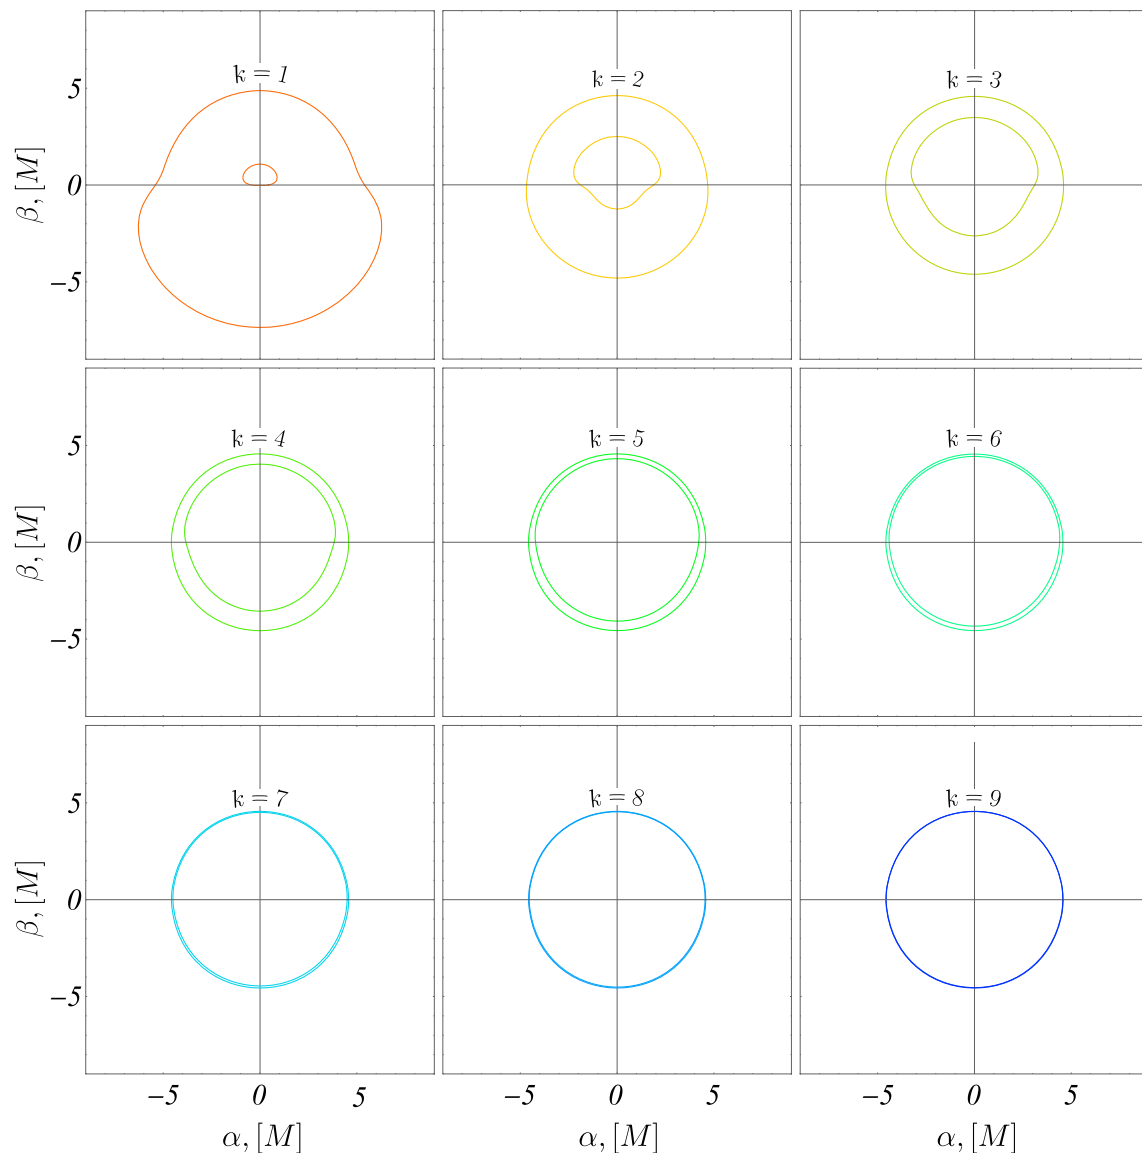 k = 1
k = 2
k = 3
5
0
−5
β, [M]
k = 4
k = 5
k = 6
5
0
−5
β, [M]
k = 7
k = 8
k = 9
5
0
−5
β, [M]
−5 0 5
−5 0 5
−5 0 5
α, [M]
α, [M]
α, [M]